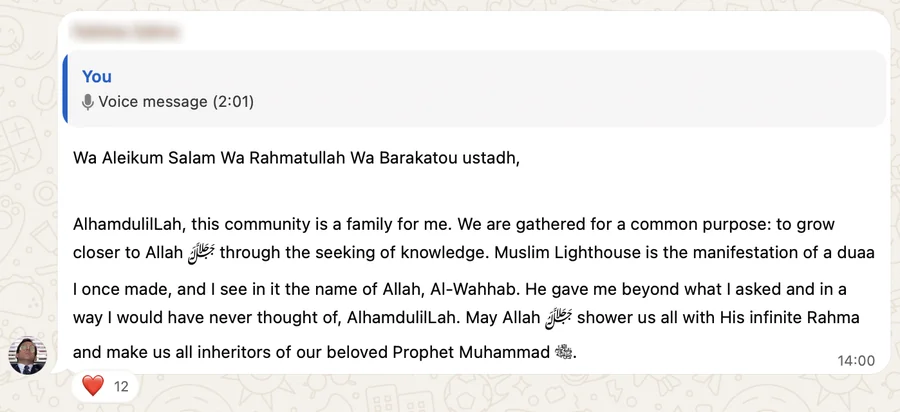 You
Voice message (2:01)
Wa Aleikum Salam Wa Rahmatullah Wa Barakatou ustadh,
AlhamdulilLah, this community is a family for me. We are gathered for a common purpose: to grow
closer to Allah ﷻ through the seeking of knowledge. Muslim Lighthouse is the manifestation of a duaa
I once made, and I see in it the name of Allah, Al-Wahhab. He gave me beyond what I asked and in a
way I would have never thought of, AlhamdulilLah. May Allah ﷻ shower us all with His infinite Rahma
and make us all inheritors of our beloved Prophet Muhammad ﷺ.
14:00
❤️ 12